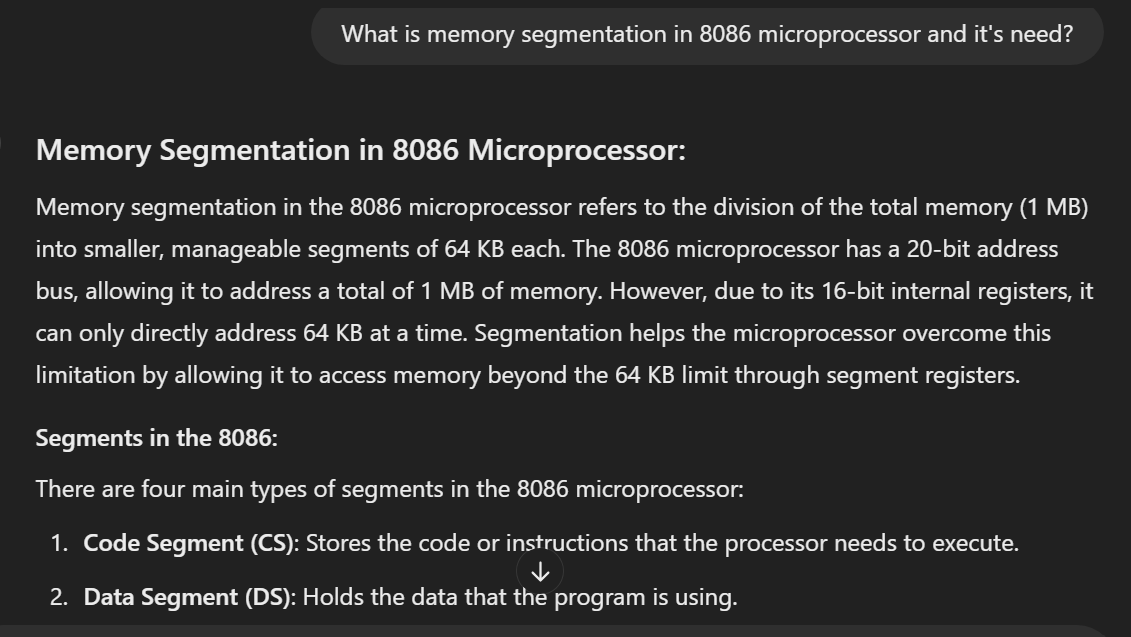 What is memory segmentation in 8086 microprocessor and it's need?
Memory Segmentation in 8086 Microprocessor:
Memory segmentation in the 8086 microprocessor refers to the division of the total memory (1 MB)
into smaller, manageable segments of 64 KB each. The 8086 microprocessor has a 20-bit address
bus, allowing it to address a total of 1 MB of memory. However, due to its 16-bit internal registers, it
can only directly address 64 KB at a time. Segmentation helps the microprocessor overcome this
limitation by allowing it to access memory beyond the 64 KB limit through segment registers.
Segments in the 8086:
There are four main types of segments in the 8086 microprocessor:
1. Code Segment (CS): Stores the code or instructions that the processor needs to execute.
2. Data Segment (DS): Holds the data that the program is using.